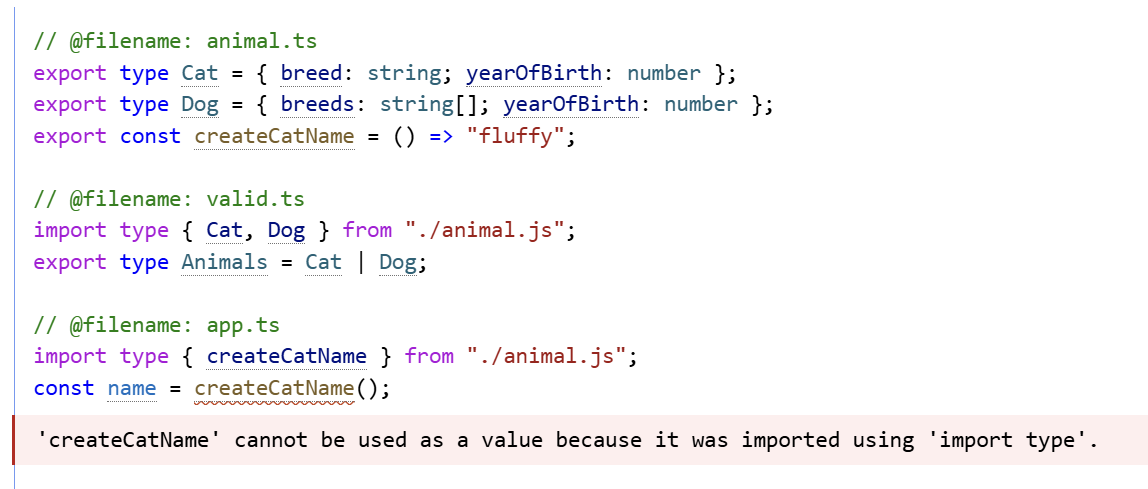 // @filename: animal.ts
export type Cat = { breed: string; yearOfBirth: number };
export type Dog = { breeds: string[]; yearOfBirth: number };
export const createCatName = () => "fluffy";
// @filename: valid.ts
import type { Cat, Dog } from "./animal.js";
export type Animals = Cat | Dog;
// @filename: app.ts
import type { createCatName } from "./animal.js";
const name = createCatName();
'createCatName' cannot be used as a value because it was imported using 'import type'.